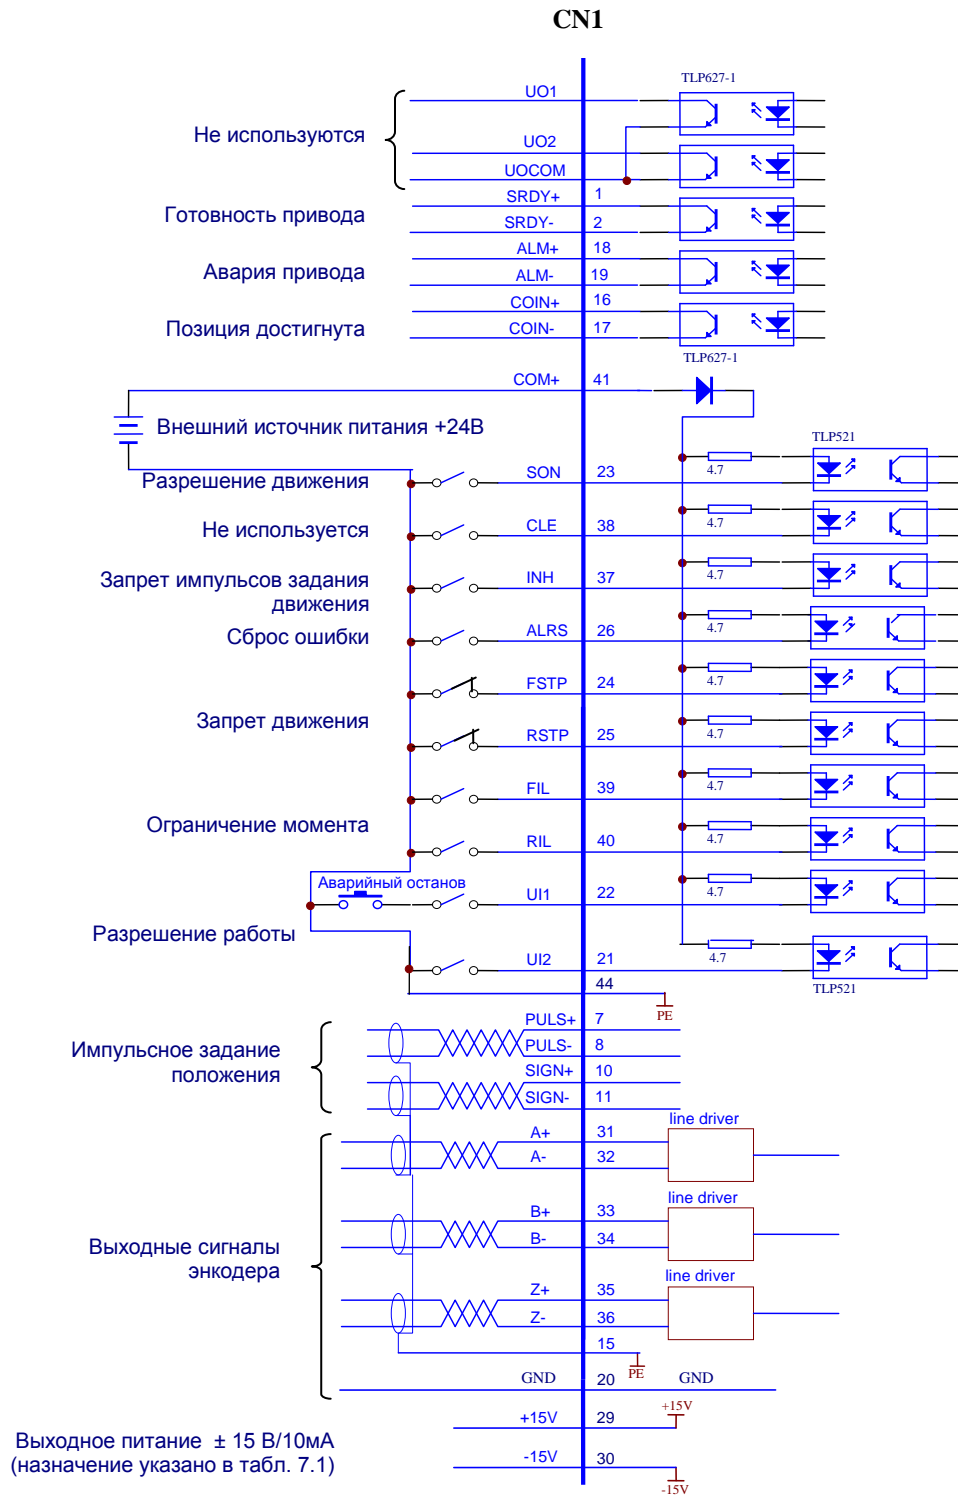 CN1
TLP627-1
UO1
Не используются
UO2
UOCOM
SRDY+ 1
Готовность привода
SRDY- 2
ALM+ 18
Авария привода
ALM- 19
COIN+ 16
Позиция достигнута
COIN- 17
TLP627-1
COM+ 41
Внешний источник питания +24В
TLP521
4.7
Разрешение движения
SON 23
4.7
Не используется
CLE 38
4.7
Запрет импульсов задания
движения
INH 37
4.7
Сброс ошибки
ALRS 26
4.7
FSTP 24
4.7
Запрет движения
RSTP 25
4.7
FIL 39
4.7
Ограничение момента
RIL 40
4.7
Аварийный останов
UI1 22
Разрешение работы
4.7
UI2 21
TLP521
44
PE
PULS+ 7
Импульсное задание
положения
PULS- 8
SIGN+ 10
SIGN- 11
line driver
A+ 31
A- 32
line driver
B+ 33
Выходные сигналы
энкодера
B- 34
line driver
Z+ 35
Z- 36
15
PE
GND 20 GND
+15V 29 +15V
Выходное питание ± 15 В/10мА
(назначение указано в табл. 7.1)
-15V 30
-15V